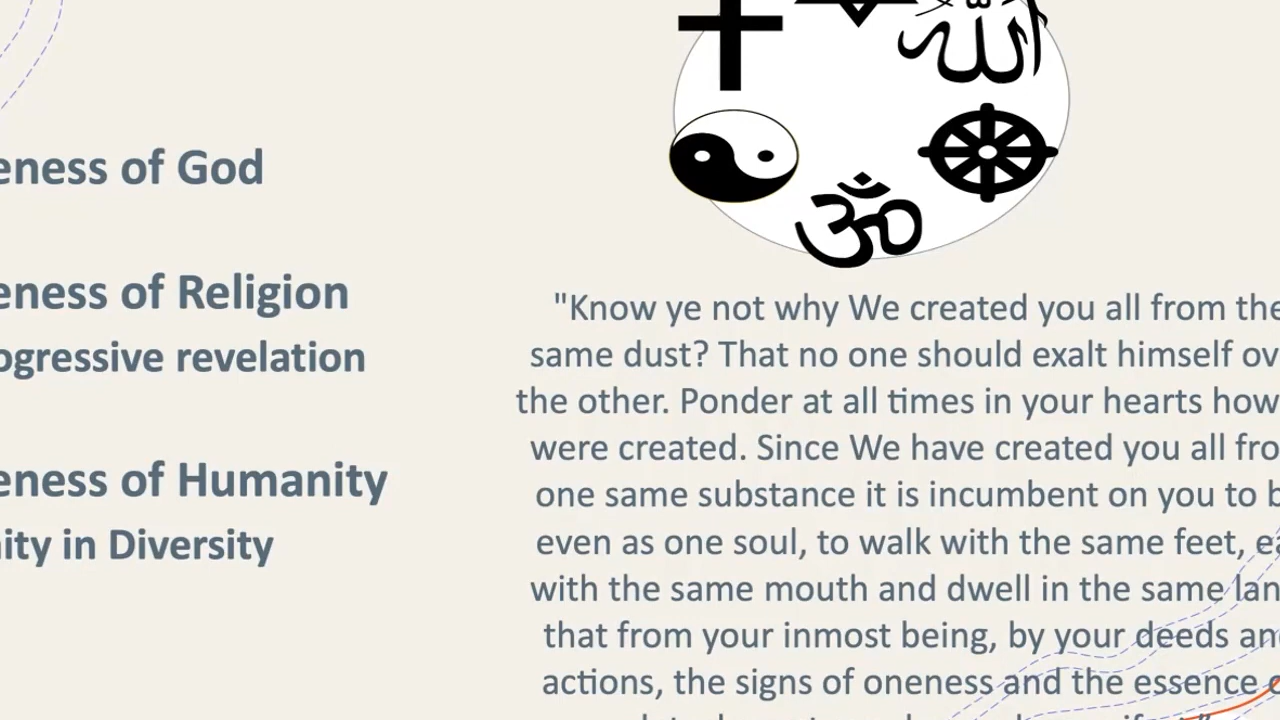 eness of God
eness of Religion
ogressive revelation
eness of Humanity
ity in Diversity
الله
ॐ
"Know ye not why We created you all from the
same dust? That no one should exalt himself ov
the other. Ponder at all times in your hearts how
were created. Since We have created you all fro
one same substance it is incumbent on you to b
even as one soul, to walk with the same feet, ea
with the same mouth and dwell in the same lan
that from your inmost being, by your deeds an
actions, the signs of oneness and the essence o